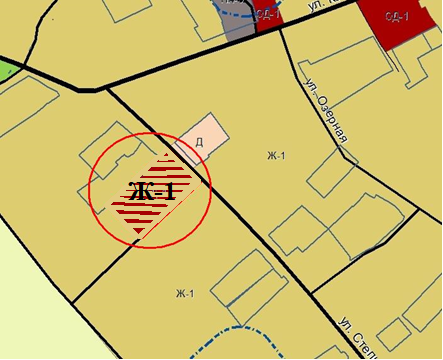 ул.
ОД-1
ОД-1
ул. Озерная
Д
Ж-1
Ж-1
Ж-1
ул. Степ